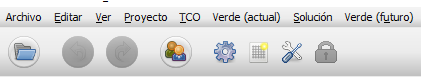 Archivo Editar Ver Proyecto TCO Verde (actual) Solución Verde (futuro)